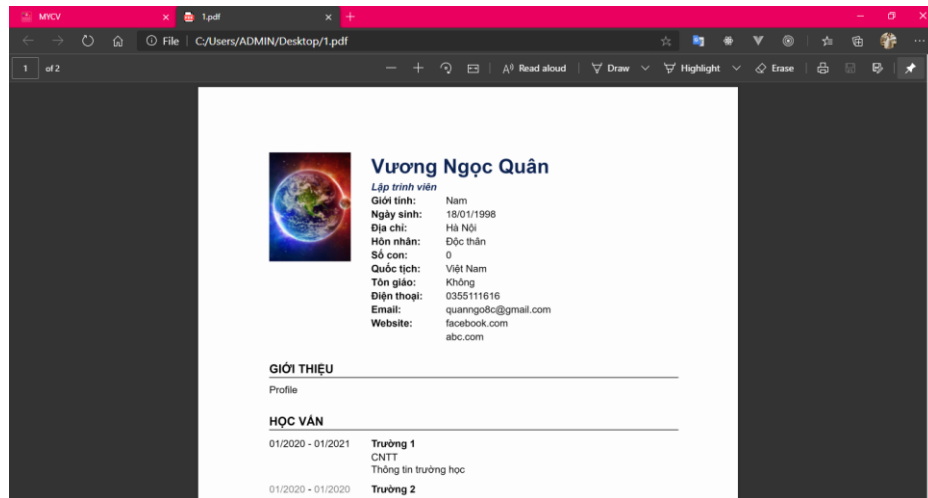 MYCV
1.pdf
File
C:/Users/ADMIN/Desktop/1.pdf
1 of 2
Read aloud
Draw
Highlight
Erase
Vương Ngọc Quân
Lập trình viên
Giới tính: Nam
Ngày sinh: 18/01/1998
Địa chỉ: Hà Nội
Hôn nhân: Độc thân
Số con: 0
Quốc tịch: Việt Nam
Tôn giáo: Không
Điện thoại: 0355111616
Email: quanngo8c@gmail.com
Website: facebook.com
abc.com
GIỚI THIỆU
Profile
HỌC VẤN
01/2020 - 01/2021 Trường 1
CNTT
Thông tin trường học
01/2020 - 01/2020 Trường 2